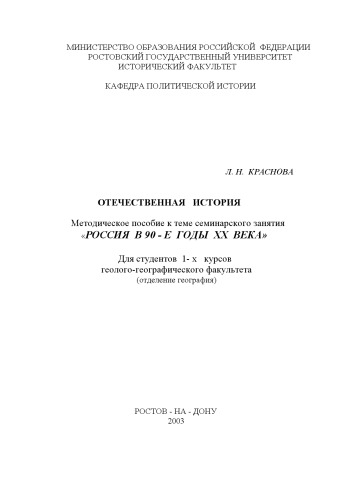 МИНИСТЕРСТВО ОБРАЗОВАНИЯ РОССИЙСКОЙ ФЕДЕРАЦИИ
РОСТОВСКИЙ ГОСУДАРСТВЕННЫЙ УНИВЕРСИТЕТ
ИСТОРИЧЕСКИЙ ФАКУЛЬТЕТ
КАФЕДРА ПОЛИТИЧЕСКОЙ ИСТОРИИ
Л. Н. КРАСНОВА
ОТЕЧЕСТВЕННАЯ ИСТОРИЯ
Методическое пособие к теме семинарского занятия
«РОССИЯ В 90 - Е ГОДЫ XX ВЕКА»
Для студентов 1- х курсов
геолого-географического факультета
(отделение география)
РОСТОВ - НА - ДОНУ
2003